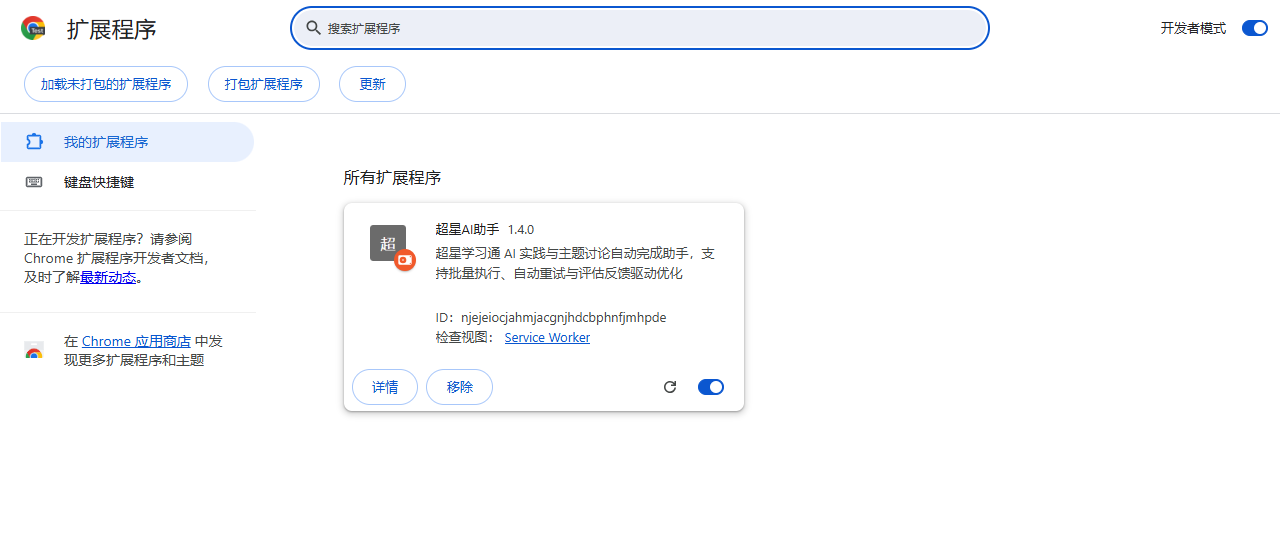 Test
扩展程序
搜索扩展程序
开发者模式
加载未打包的扩展程序
打包扩展程序
更新
我的扩展程序
键盘快捷键
正在开发扩展程序？请参阅
Chrome 扩展程序开发者文档，
及时了解最新动态。
在 Chrome 应用商店 中发
现更多扩展程序和主题
所有扩展程序
超
超星AI助手 1.4.0
超星学习通 AI 实践与主题讨论自动完成助手，支
持批量执行、自动重试与评估反馈驱动优化
ID：njejeiocjahmjacgnjhdcbphnfjmhpde
检查视图： Service Worker
详情
移除